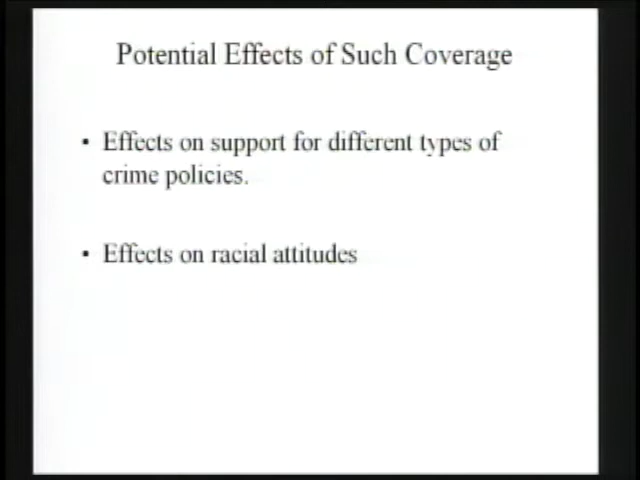 Potential Effects of Such Coverage
• Effects on support for different types of
crime policies.
• Effects on racial attitudes